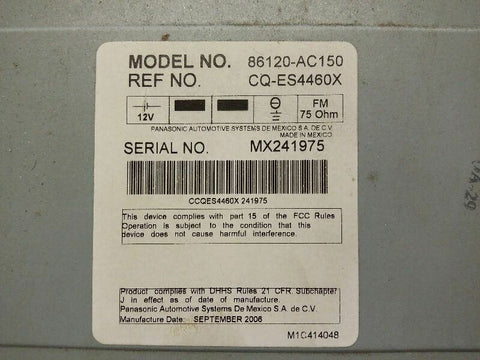 MODEL NO. 86120-AC150
REF NO. CQ-ES4460X
12V
FM
75 Ohm
PANASONIC AUTOMOTIVE SYSTEMS DE MEXICO S.A. DE C.V.
MADE IN MEXICO
SERIAL NO. MX241975
CCQES4460X 241975
This device complies with part 15 of the FCC Rules
Operation is subject to the condition that this
device does not cause harmful interference.
Product complies with DHHS Rules 21 CFR. Subchapter
J in effect as of date of manufacture.
Panasonic Automotive Systems De Mexico S.A. de C.V.
Manufacture Date: SEPTEMBER 2006
M1C414048